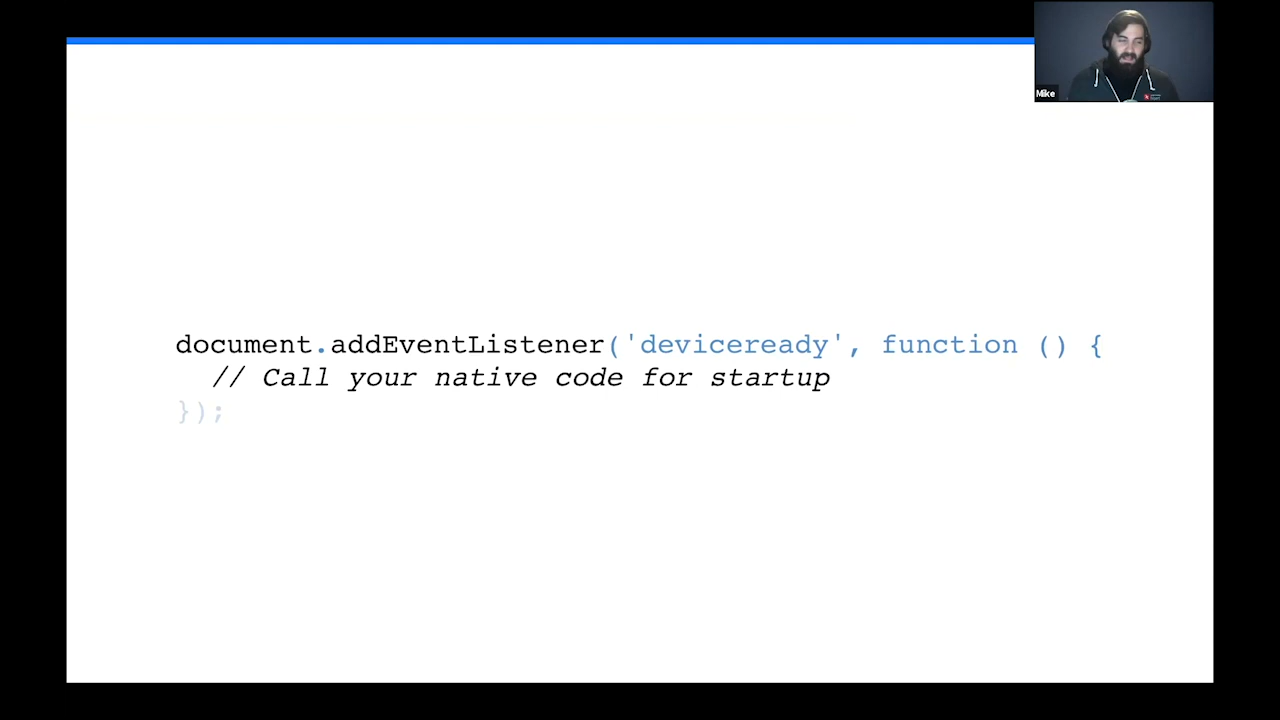 Mike
document.addEventListener('deviceready', function () {
// Call your native code for startup
});